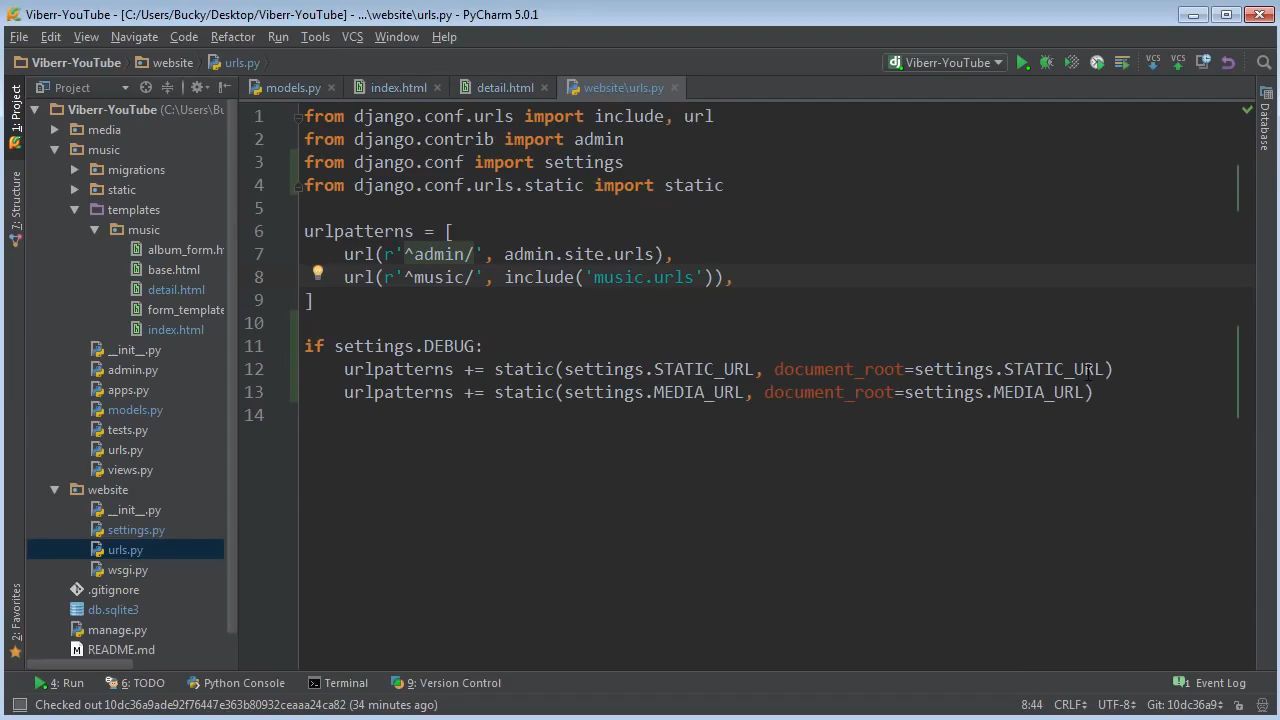 Viberr-YouTube - [C:/Users/Bucky/Desktop/Viberr-YouTube] - ...\website\urls.py - PyCharm 5.0.1
File Edit View Navigate Code Refactor Run Tools VCS Window Help
Viberr-YouTube website urls.py
dj Viberr-YouTube VCS VCS
Project models.py index.html detail.html website\urls.py
Viberr-YouTube (C:\Users\Bu
media
music
migrations
static
templates
music
album_form.h
base.html
detail.html
form_template
index.html
__init__.py
admin.py
apps.py
models.py
tests.py
urls.py
views.py
website
__init__.py
settings.py
urls.py
wsgi.py
.gitignore
db.sqlite3
manage.py
README.md
1 from django.conf.urls import include, url
2 from django.contrib import admin
3 from django.conf import settings
4 from django.conf.urls.static import static
5
6 urlpatterns = [
7 url(r'^admin/', admin.site.urls),
8 url(r'^music/', include('music.urls')),
9 ]
10
11 if settings.DEBUG:
12 urlpatterns += static(settings.STATIC_URL, document_root=settings.STATIC_URL)
13 urlpatterns += static(settings.MEDIA_URL, document_root=settings.MEDIA_URL)
14
1: Project
7: Structure
2: Favorites
Database
4: Run 6: TODO Python Console Terminal 9: Version Control 1 Event Log
Checked out 10dc36a9ade92f76447e363b80932ceaaa24ca82 (34 minutes ago) 8:44 CRLF UTF-8 Git: 10dc36a9